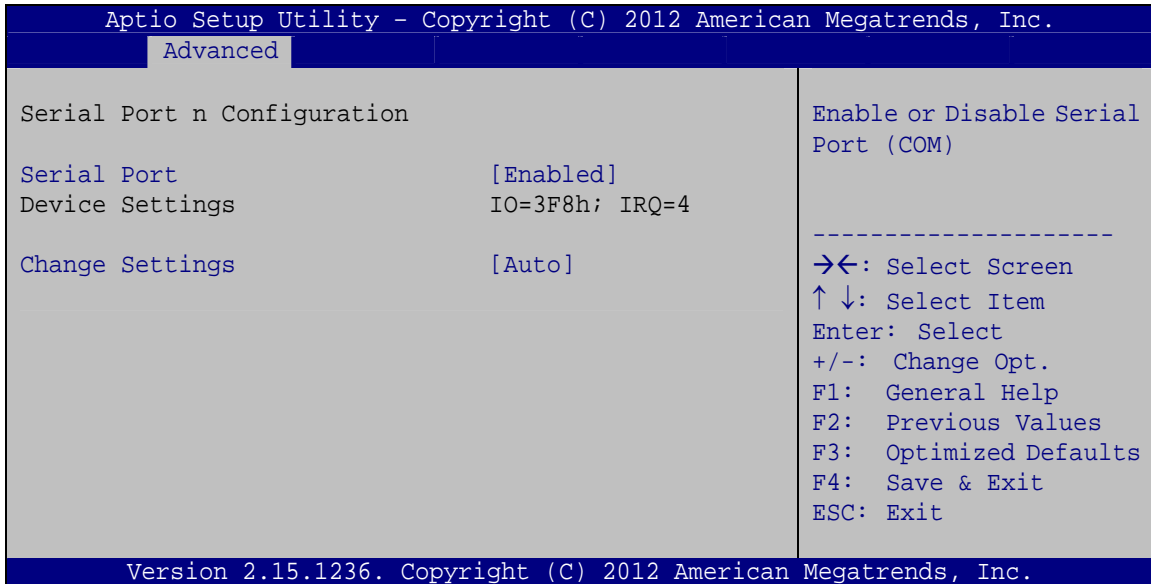 Aptio Setup Utility – Copyright (C) 2012 American Megatrends, Inc.
Advanced
Serial Port n Configuration
Serial Port [Enabled]
Device Settings IO=3F8h; IRQ=4
Change Settings [Auto]
Enable or Disable Serial
Port (COM)
---------------------
→←: Select Screen
↑ ↓: Select Item
Enter: Select
+/-: Change Opt.
F1: General Help
F2: Previous Values
F3: Optimized Defaults
F4: Save & Exit
ESC: Exit
Version 2.15.1236. Copyright (C) 2012 American Megatrends, Inc.